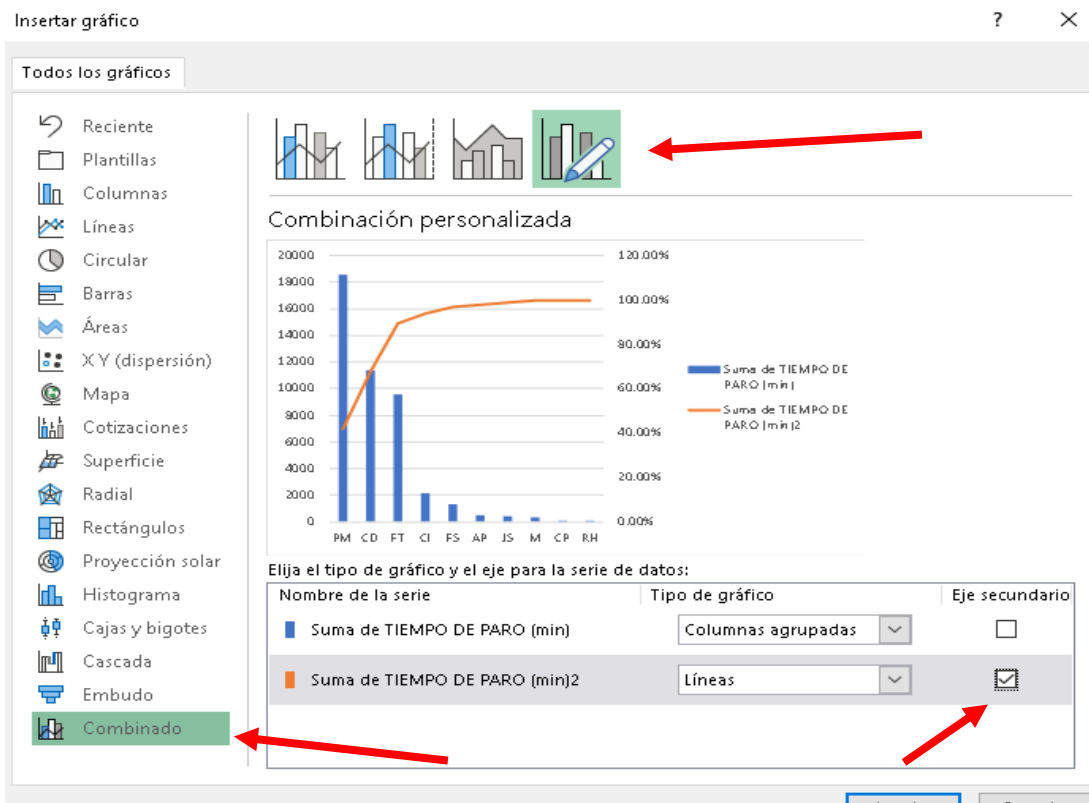 Insertar gráfico
?
Todos los gráficos
Reciente
Plantillas
Columnas
Líneas
Circular
Barras
Áreas
X Y (dispersión)
Mapa
Cotizaciones
Superficie
Radial
Rectángulos
Proyección solar
Histograma
Cajas y bigotes
Cascada
Embudo
Combinado
Combinación personalizada
20000
18000
16000
14000
12000
10000
8000
6000
4000
2000
0
120.00%
100.00%
80.00%
60.00%
40.00%
20.00%
0.00%
PM CD FT CI FS AP JS M CP RH
Suma de TIEMPO DE
PARO (min)
Suma de TIEMPO DE
PARO (min)2
Elija el tipo de gráfico y el eje para la serie de datos:
Nombre de la serie Tipo de gráfico Eje secundario
Suma de TIEMPO DE PARO (min) Columnas agrupadas
Suma de TIEMPO DE PARO (min)2 Líneas